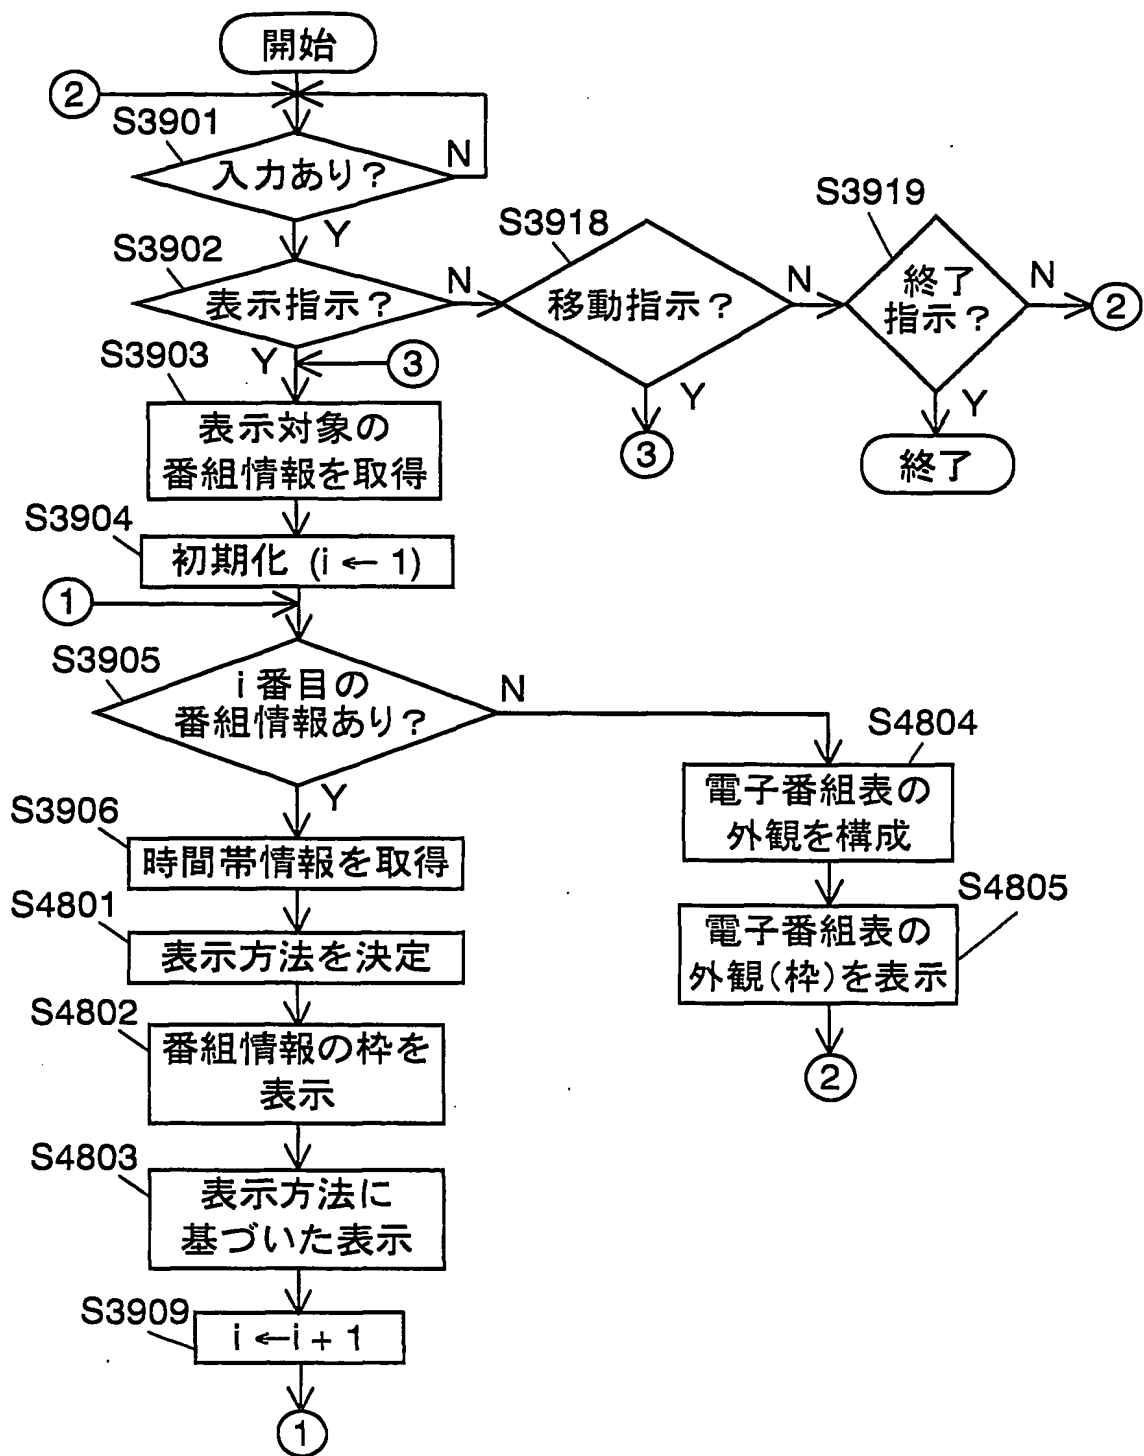 開始
②
S3901
入力あり?
N
Y
S3902
表示指示?
N
Y
S3918
移動指示?
N
Y
③
S3919
終了
指示?
N
②
Y
終了
③
S3903
表示対象の
番組情報を取得
S3904
初期化 (i ← 1)
①
S3905
i 番目の
番組情報あり?
N
Y
S3906
時間帯情報を取得
S4801
表示方法を決定
S4802
番組情報の枠を
表示
S4803
表示方法に
基づいた表示
S3909
i ← i + 1
①
S4804
電子番組表の
外観を構成
S4805
電子番組表の
外観(枠)を表示
②